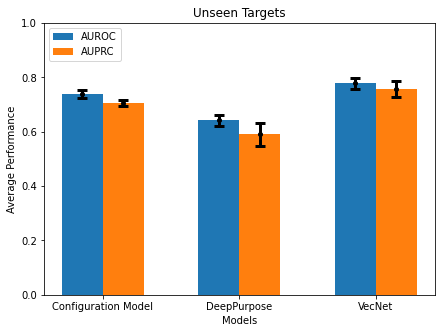 Unseen Targets
AUROC
AUPRC
1.0
0.8
0.6
0.4
0.2
0.0
Average Performance
Configuration Model
DeepPurpose
VecNet
Models